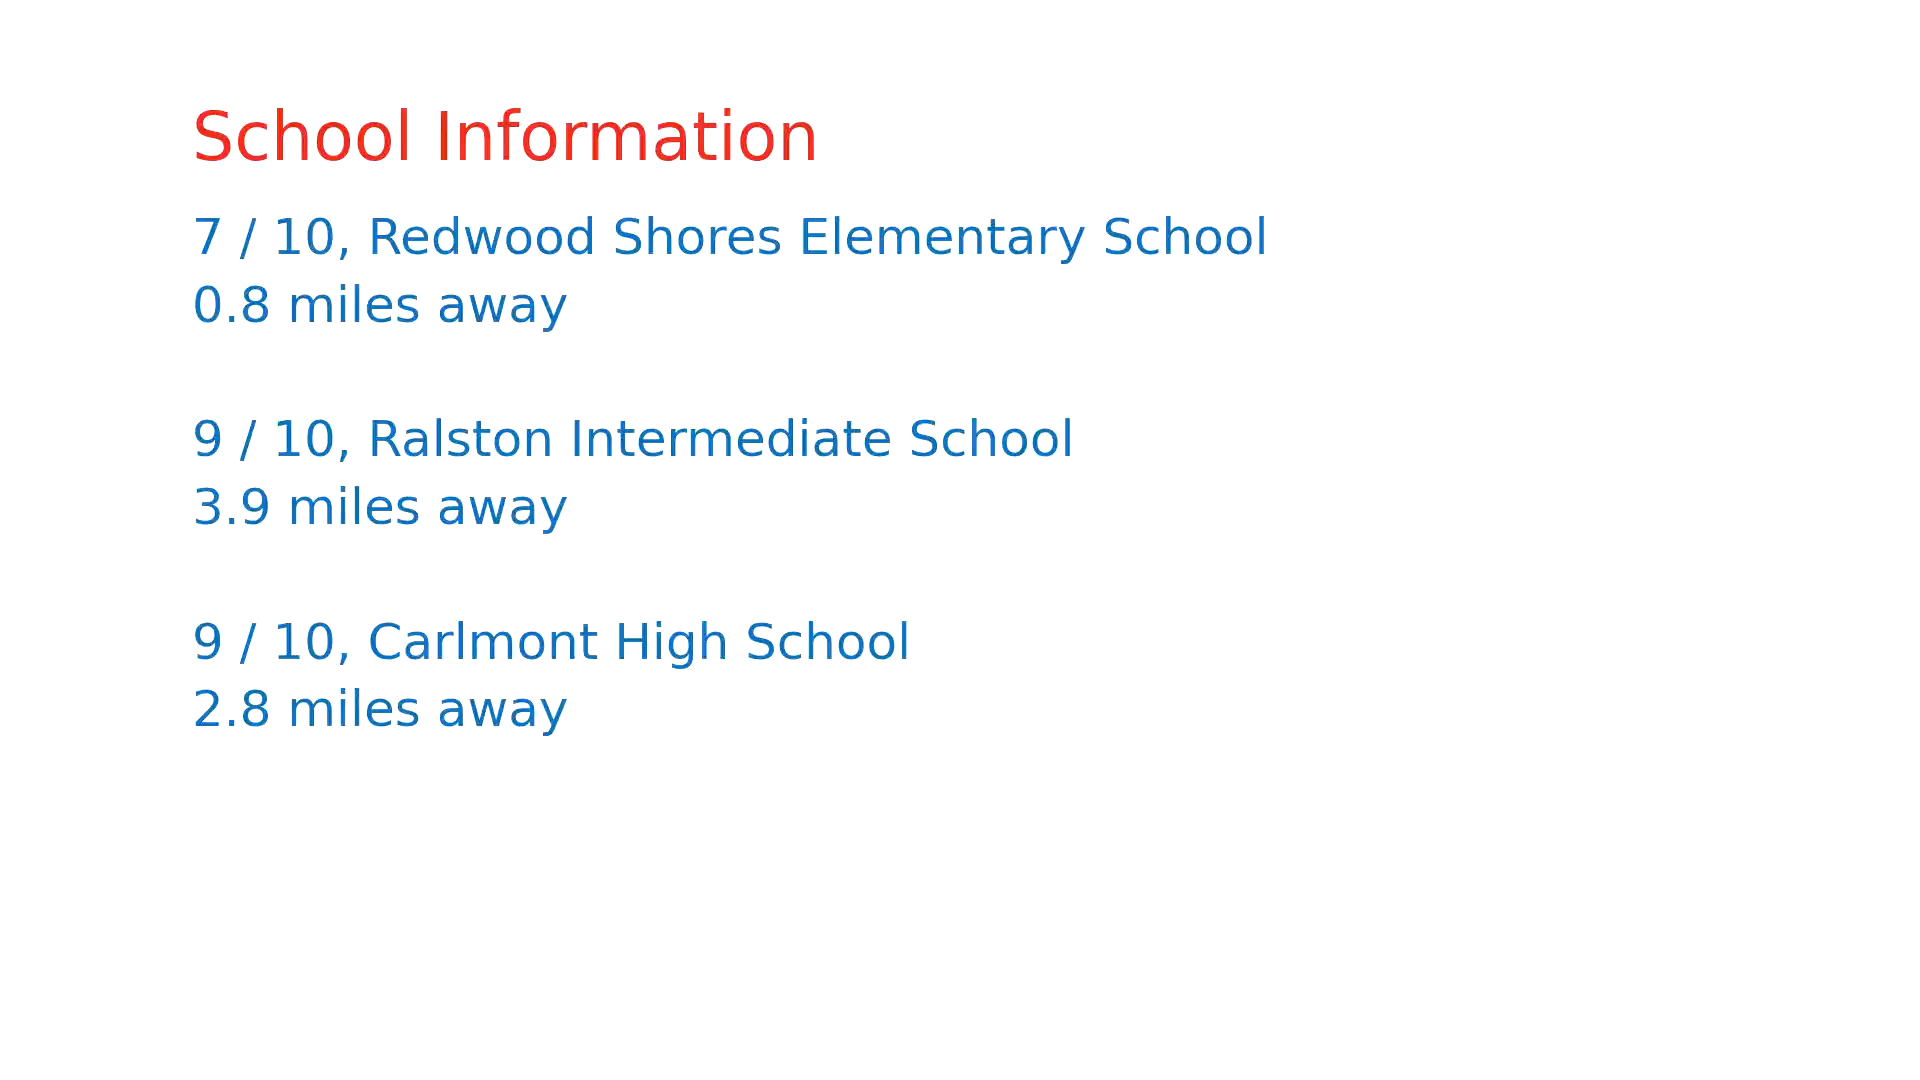 School Information
7 / 10, Redwood Shores Elementary School
0.8 miles away
9 / 10, Ralston Intermediate School
3.9 miles away
9 / 10, Carlmont High School
2.8 miles away